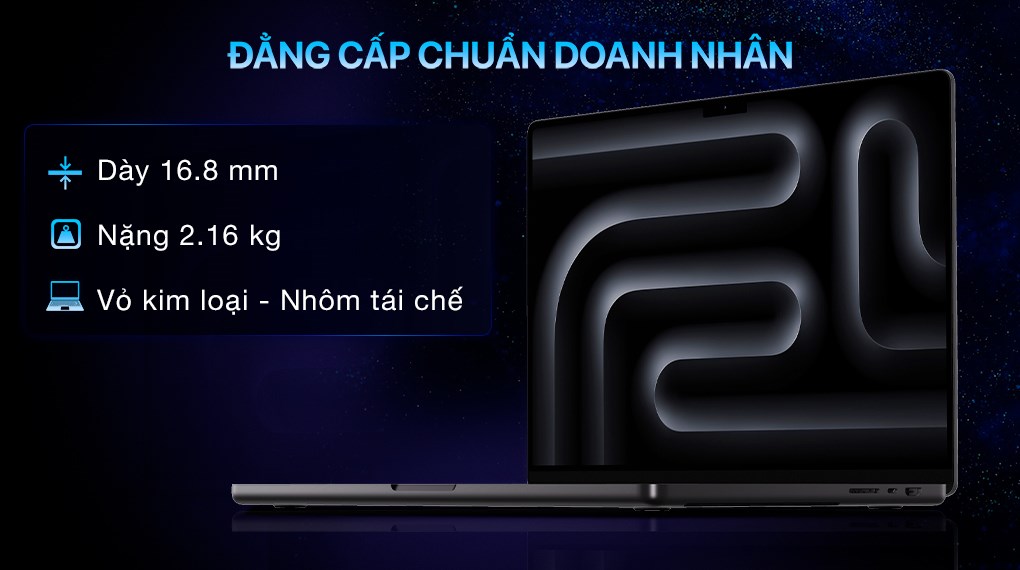 ĐẲNG CẤP CHUẨN DOANH NHÂN
Dày 16.8 mm
Nặng 2.16 kg
Vỏ kim loại - Nhôm tái chế